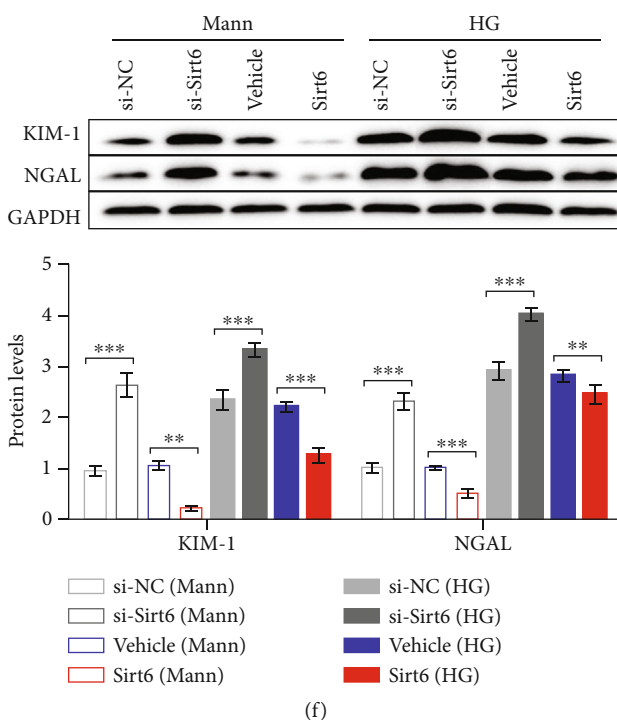 Mann HG
si-NC si-Sirt6 Vehicle Sirt6 si-NC si-Sirt6 Vehicle Sirt6
KIM-1
NGAL
GAPDH
Protein levels
5
4
3
2
1
0
*** ** *** *** *** *** *** **
KIM-1 NGAL
si-NC (Mann) si-NC (HG)
si-Sirt6 (Mann) si-Sirt6 (HG)
Vehicle (Mann) Vehicle (HG)
Sirt6 (Mann) Sirt6 (HG)
(f)